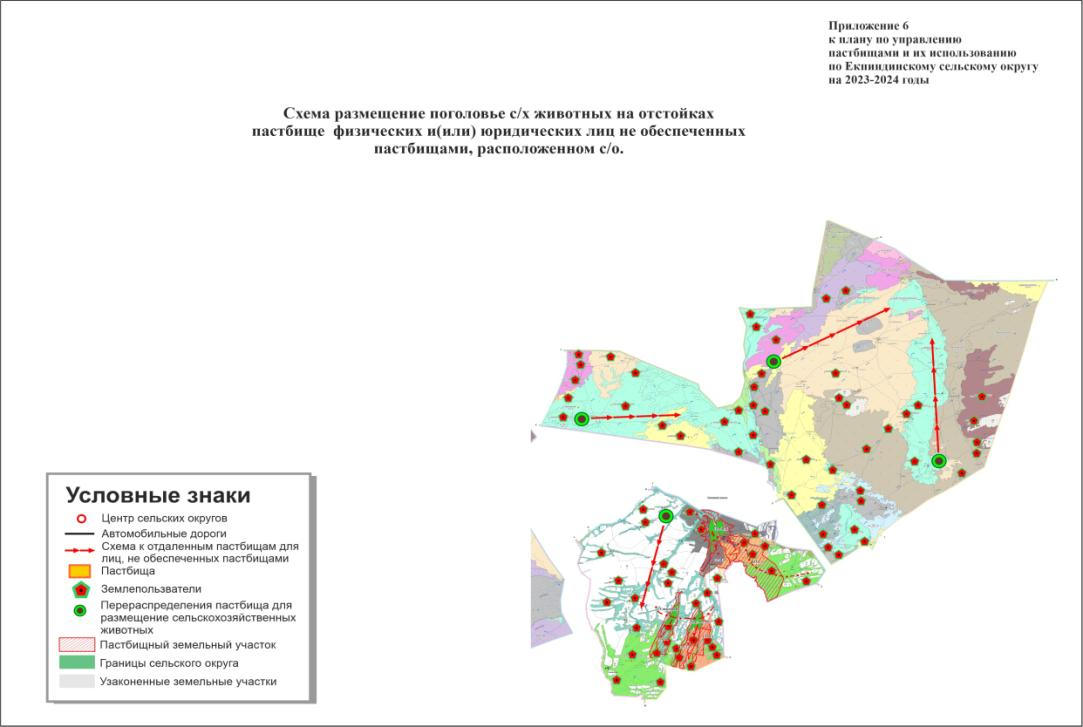 Приложение 6
к плану по управлению
пастбищами и их использованию
по Екпиндинскому сельскому округу
на 2023-2024 годы
Схема размещение поголовье с/х животных на отстойках
пастбище физических и(или) юридических лиц не обеспеченных
пастбищами, расположенном с/о.
Условные знаки
Центр сельских округов
Автомобильные дороги
Схема к отдаленным пастбищам для
лиц, не обеспеченных пастбищами
Пастбища
Землепользватели
Перераспределения пастбища для
размещение сельскохозяйственных
животных
Пастбищный земельный участок
Границы сельского округа
Узаконенные земельные участки